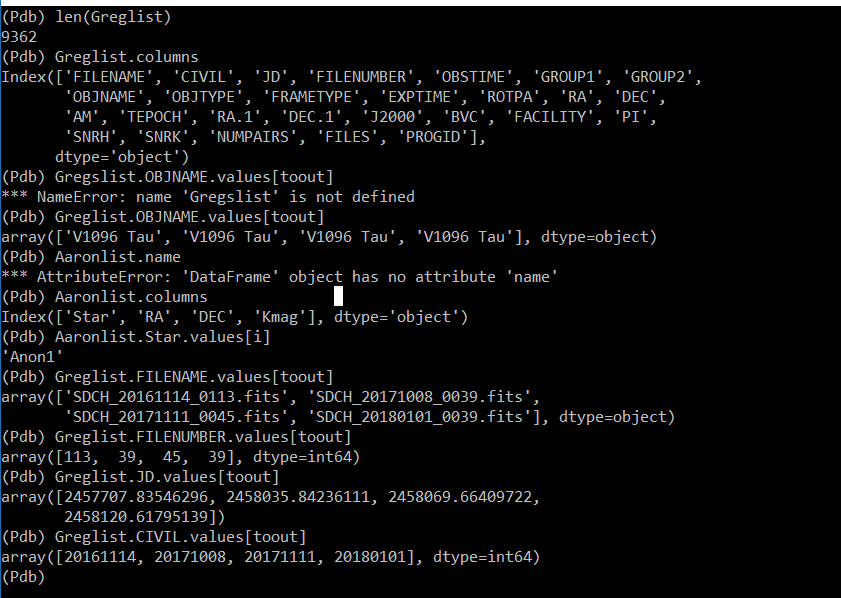 (Pdb) len(Greglist)
9362
(Pdb) Greglist.columns
Index(['FILENAME', 'CIVIL', 'JD', 'FILENUMBER', 'OBSTIME', 'GROUP1', 'GROUP2',
       'OBJNAME', 'OBJTYPE', 'FRAMETYPE', 'EXPTIME', 'ROTPA', 'RA', 'DEC',
       'AM', 'TEPOCH', 'RA.1', 'DEC.1', 'J2000', 'BVC', 'FACILITY', 'PI',
       'SNRH', 'SNRK', 'NUMPAIRS', 'FILES', 'PROGID'],
      dtype='object')
(Pdb) Gregslist.OBJNAME.values[toout]
*** NameError: name 'Gregslist' is not defined
(Pdb) Greglist.OBJNAME.values[toout]
array(['V1096 Tau', 'V1096 Tau', 'V1096 Tau', 'V1096 Tau'], dtype=object)
(Pdb) Aaronlist.name
*** AttributeError: 'DataFrame' object has no attribute 'name'
(Pdb) Aaronlist.columns
Index(['Star', 'RA', 'DEC', 'Kmag'], dtype='object')
(Pdb) Aaronlist.Star.values[i]
'Anon1'
(Pdb) Greglist.FILENAME.values[toout]
array(['SDCH_20161114_0113.fits', 'SDCH_20171008_0039.fits',
       'SDCH_20171111_0045.fits', 'SDCH_20180101_0039.fits'], dtype=object)
(Pdb) Greglist.FILENUMBER.values[toout]
array([113,  39,  45,  39], dtype=int64)
(Pdb) Greglist.JD.values[toout]
array([2457707.83546296, 2458035.84236111, 2458069.66409722,
       2458120.61795139])
(Pdb) Greglist.CIVIL.values[toout]
array([20161114, 20171008, 20171111, 20180101], dtype=int64)
(Pdb)